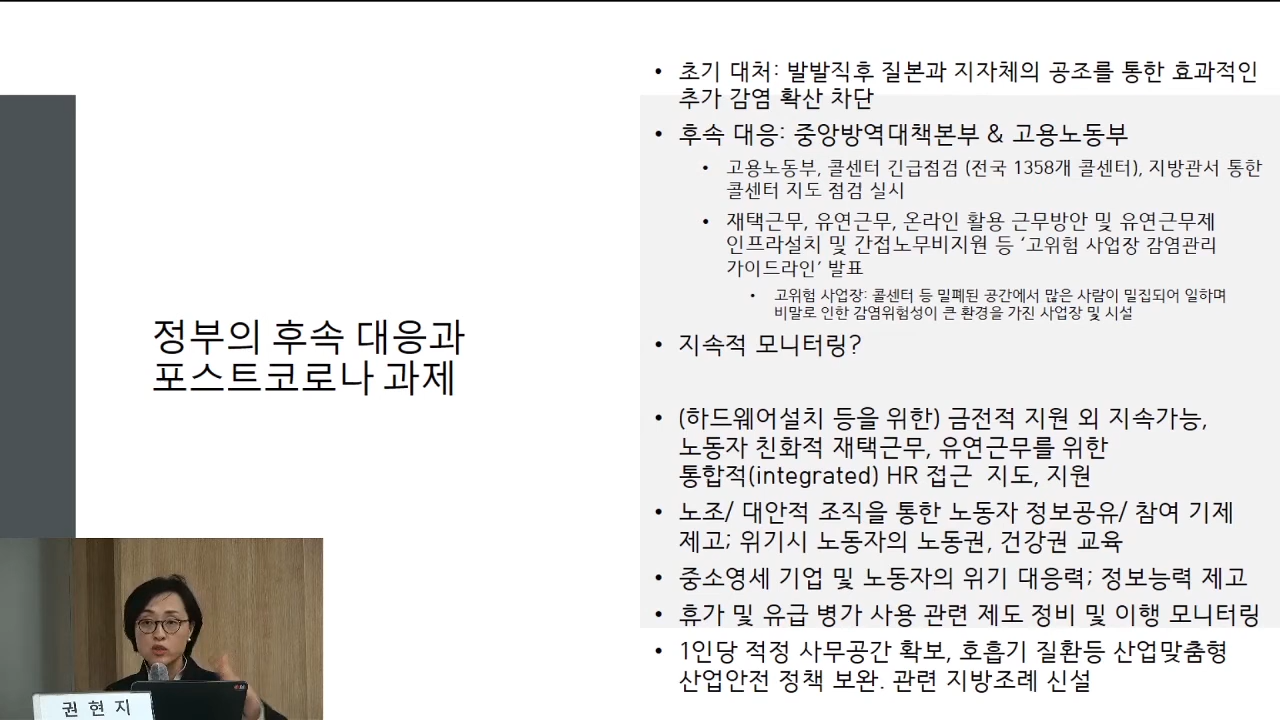 정부의 후속 대응과
포스트코로나 과제
• 초기 대처: 발발직후 질본과 지자체의 공조를 통한 효과적인
추가 감염 확산 차단
• 후속 대응: 중앙방역대책본부 & 고용노동부
• 고용노동부, 콜센터 긴급점검 (전국 1358개 콜센터), 지방관서 통한
콜센터 지도 점검 실시
• 재택근무, 유연근무, 온라인 활용 근무방안 및 유연근무제
인프라설치 및 간접노무비지원 등 ‘고위험 사업장 감염관리
가이드라인’ 발표
• 고위험 사업장: 콜센터 등 밀폐된 공간에서 많은 사람이 밀집되어 일하며
비말로 인한 감염위험성이 큰 환경을 가진 사업장 및 시설
• 지속적 모니터링?
• (하드웨어설치 등을 위한) 금전적 지원 외 지속가능,
노동자 친화적 재택근무, 유연근무를 위한
통합적(integrated) HR 접근 지도, 지원
• 노조/ 대안적 조직을 통한 노동자 정보공유/ 참여 기제
제고; 위기시 노동자의 노동권, 건강권 교육
• 중소영세 기업 및 노동자의 위기 대응력; 정보능력 제고
• 휴가 및 유급 병가 사용 관련 제도 정비 및 이행 모니터링
• 1인당 적정 사무공간 확보, 호흡기 질환등 산업맞춤형
산업안전 정책 보완. 관련 지방조례 신설
권 현 지